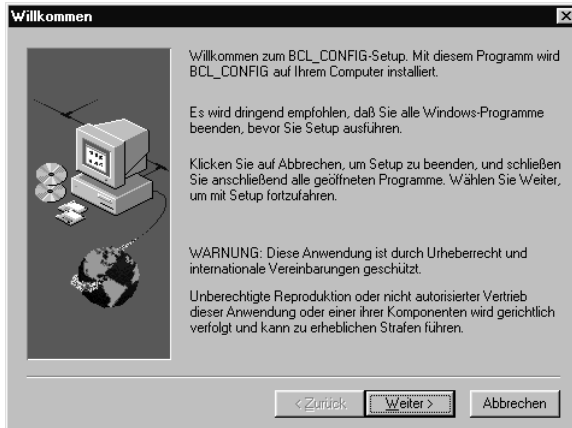 Willkommen
Willkommen zum BCL_CONFIG-Setup. Mit diesem Programm wird
BCL_CONFIG auf Ihrem Computer installiert.
Es wird dringend empfohlen, daß Sie alle Windows-Programme
beenden, bevor Sie Setup ausführen.
Klicken Sie auf Abbrechen, um Setup zu beenden, und schließen
Sie anschließend alle geöffneten Programme. Wählen Sie Weiter,
um mit Setup fortzufahren.
WARNUNG: Diese Anwendung ist durch Urheberrecht und
internationale Vereinbarungen geschützt.
Unberechtigte Reproduktion oder nicht autorisierter Vertrieb
dieser Anwendung oder einer ihrer Komponenten wird gerichtlich
verfolgt und kann zu erheblichen Strafen führen.
< Zurück Weiter > Abbrechen